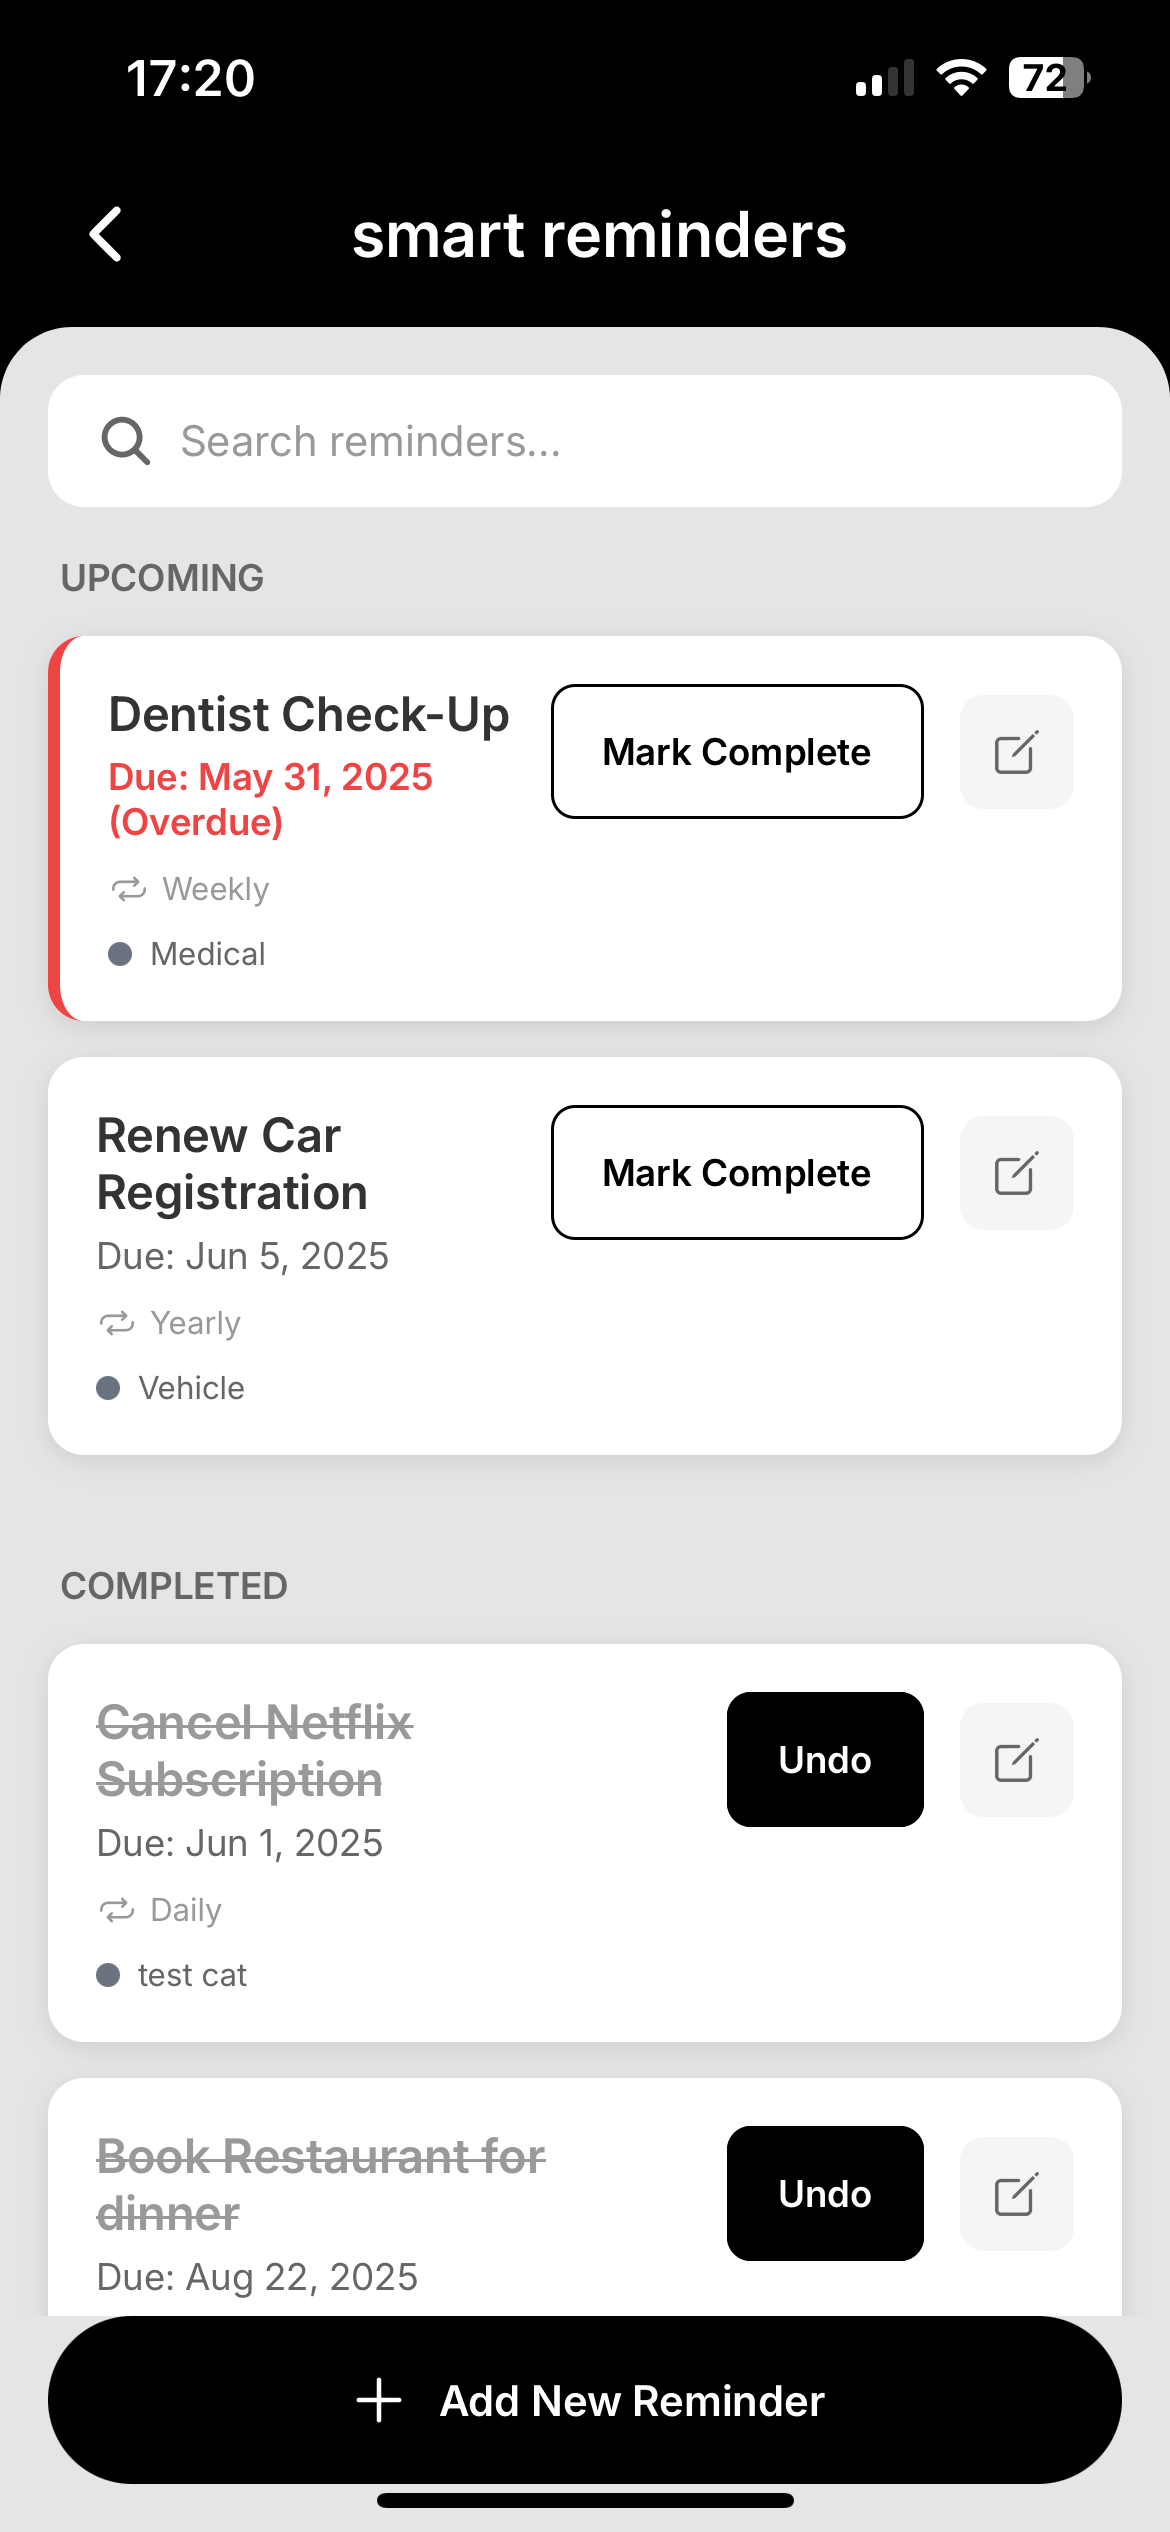 17:20
72
smart reminders
Search reminders...
UPCOMING
Dentist Check-Up
Due: May 31, 2025
(Overdue)
Weekly
Medical
Mark Complete
Renew Car
Registration
Due: Jun 5, 2025
Yearly
Vehicle
Mark Complete
COMPLETED
Cancel Netflix
Subscription
Due: Jun 1, 2025
Daily
test cat
Undo
Book Restaurant for
dinner
Due: Aug 22, 2025
Undo
Add New Reminder